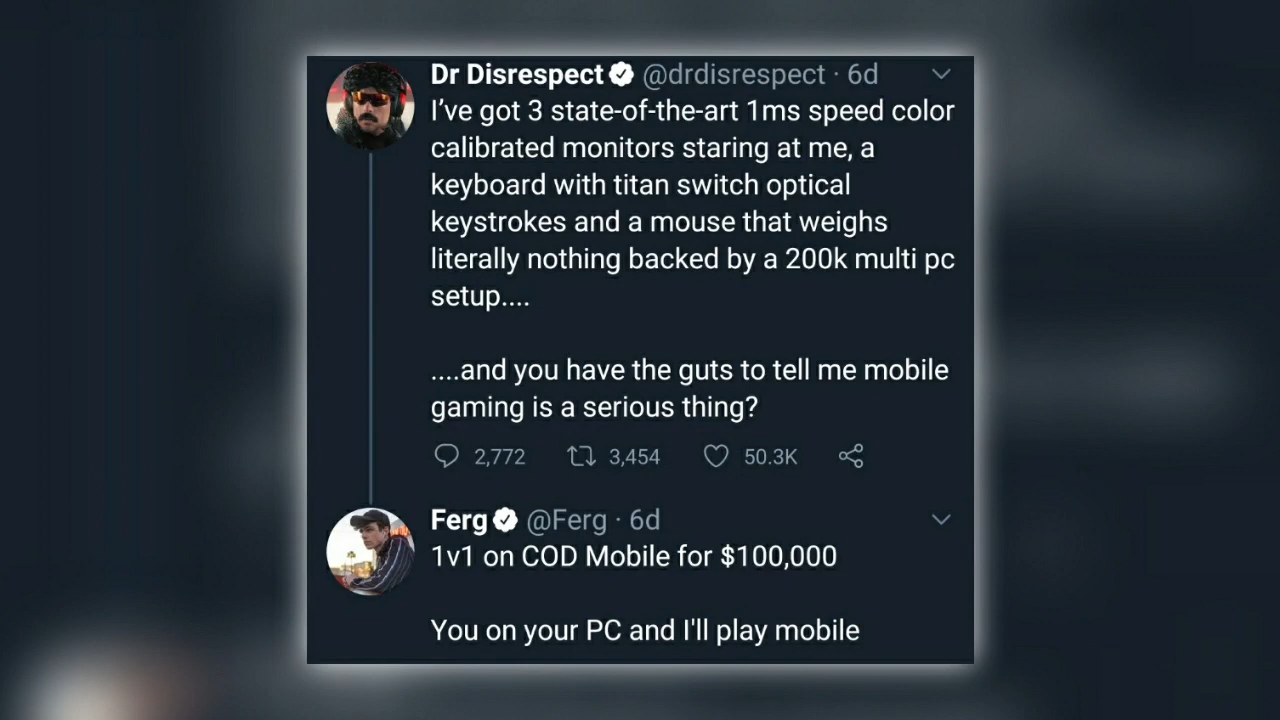 Dr Disrespect @drdisrespect · 6d
I’ve got 3 state-of-the-art 1ms speed color
calibrated monitors staring at me, a
keyboard with titan switch optical
keystrokes and a mouse that weighs
literally nothing backed by a 200k multi pc
setup....
....and you have the guts to tell me mobile
gaming is a serious thing?
2,772 3,454 50.3K
Ferg @Ferg · 6d
1v1 on COD Mobile for $100,000
You on your PC and I'll play mobile